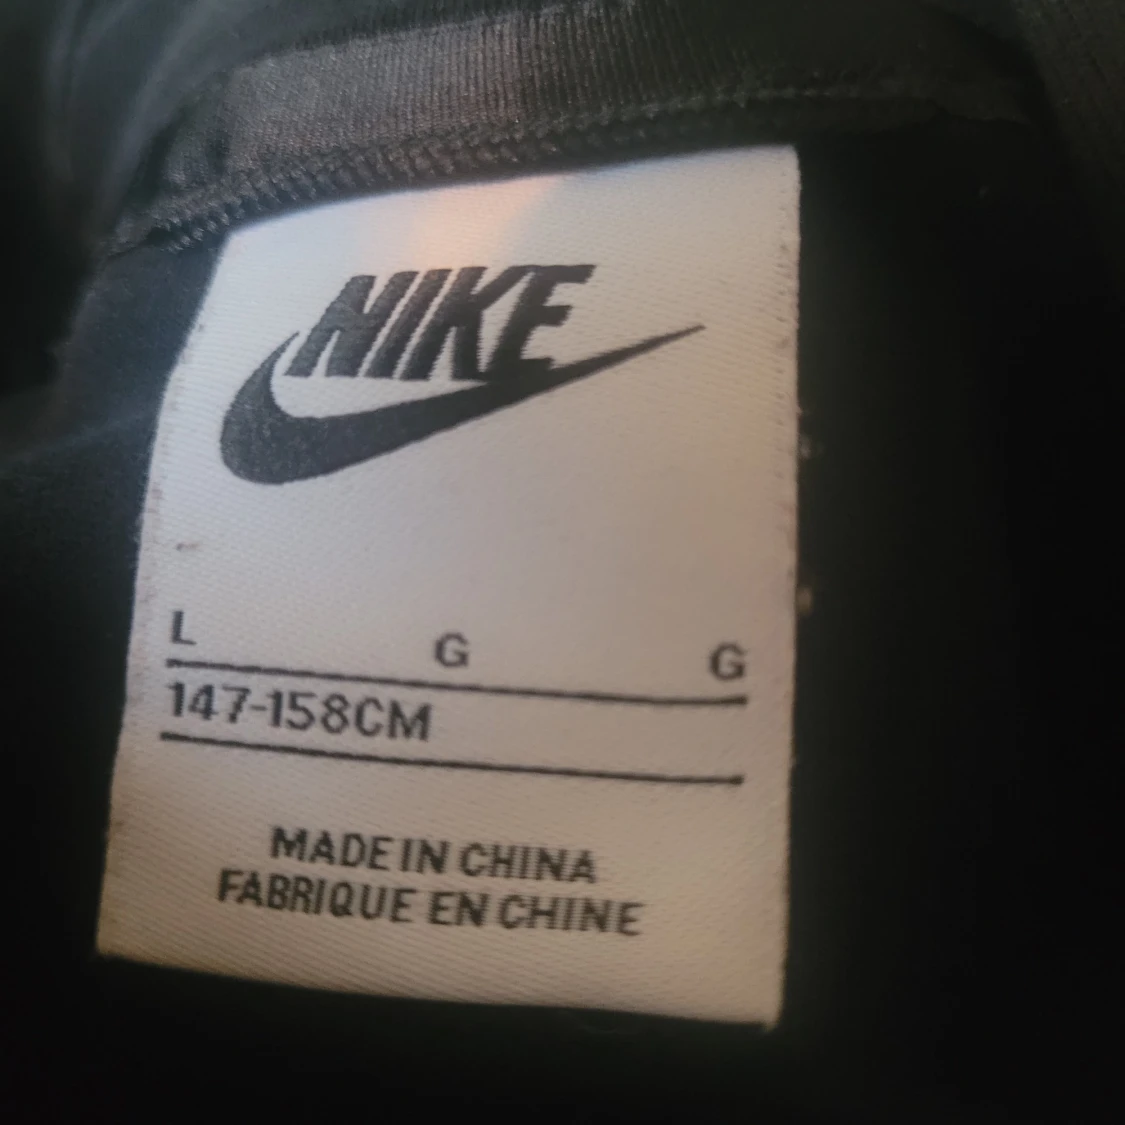 NIKE
L G G
147-158CM
MADE IN CHINA
FABRIQUE EN CHINE